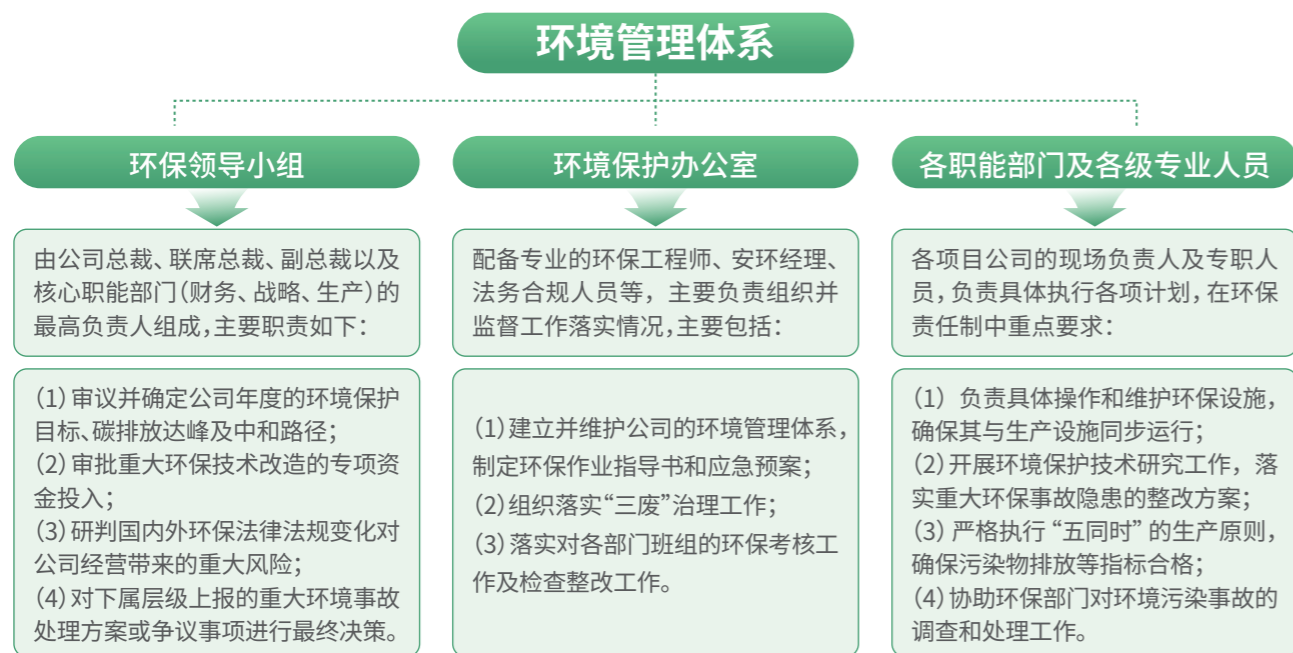 环境管理体系
环保领导小组
由公司总裁、联席总裁、副总裁以及
核心职能部门（财务、战略、生产）的
最高负责人组成，主要职责如下：
（1）审议并确定公司年度的环境保护
目标、碳排放达峰及中和路径；
（2）审批重大环保技术改造的专项资
金投入；
（3）研判国内外环保法律法规变化对
公司经营带来的重大风险；
（4）对下属层级上报的重大环境事故
处理方案或争议事项进行最终决策。
环境保护办公室
配备专业的环保工程师、安环经理、
法务合规人员等，主要负责组织并
监督工作落实情况，主要包括：
（1）建立并维护公司的环境管理体系，
制定环保作业指导书和应急预案；
（2）组织落实“三废”治理工作；
（3）落实对各部门班组的环保考核工
作及检查整改工作。
各职能部门及各级专业人员
各项目公司的现场负责人及专职人
员，负责具体执行各项计划，在环保
责任制中重点要求：
（1）负责具体操作和维护环保设施，
确保其与生产设施同步运行；
（2）开展环境保护技术研究工作，落
实重大环保事故隐患的整改方案；
（3）严格执行“五同时”的生产原则，
确保污染物排放等指标合格；
（4）协助环保部门对环境污染事故的
调查和处理工作。